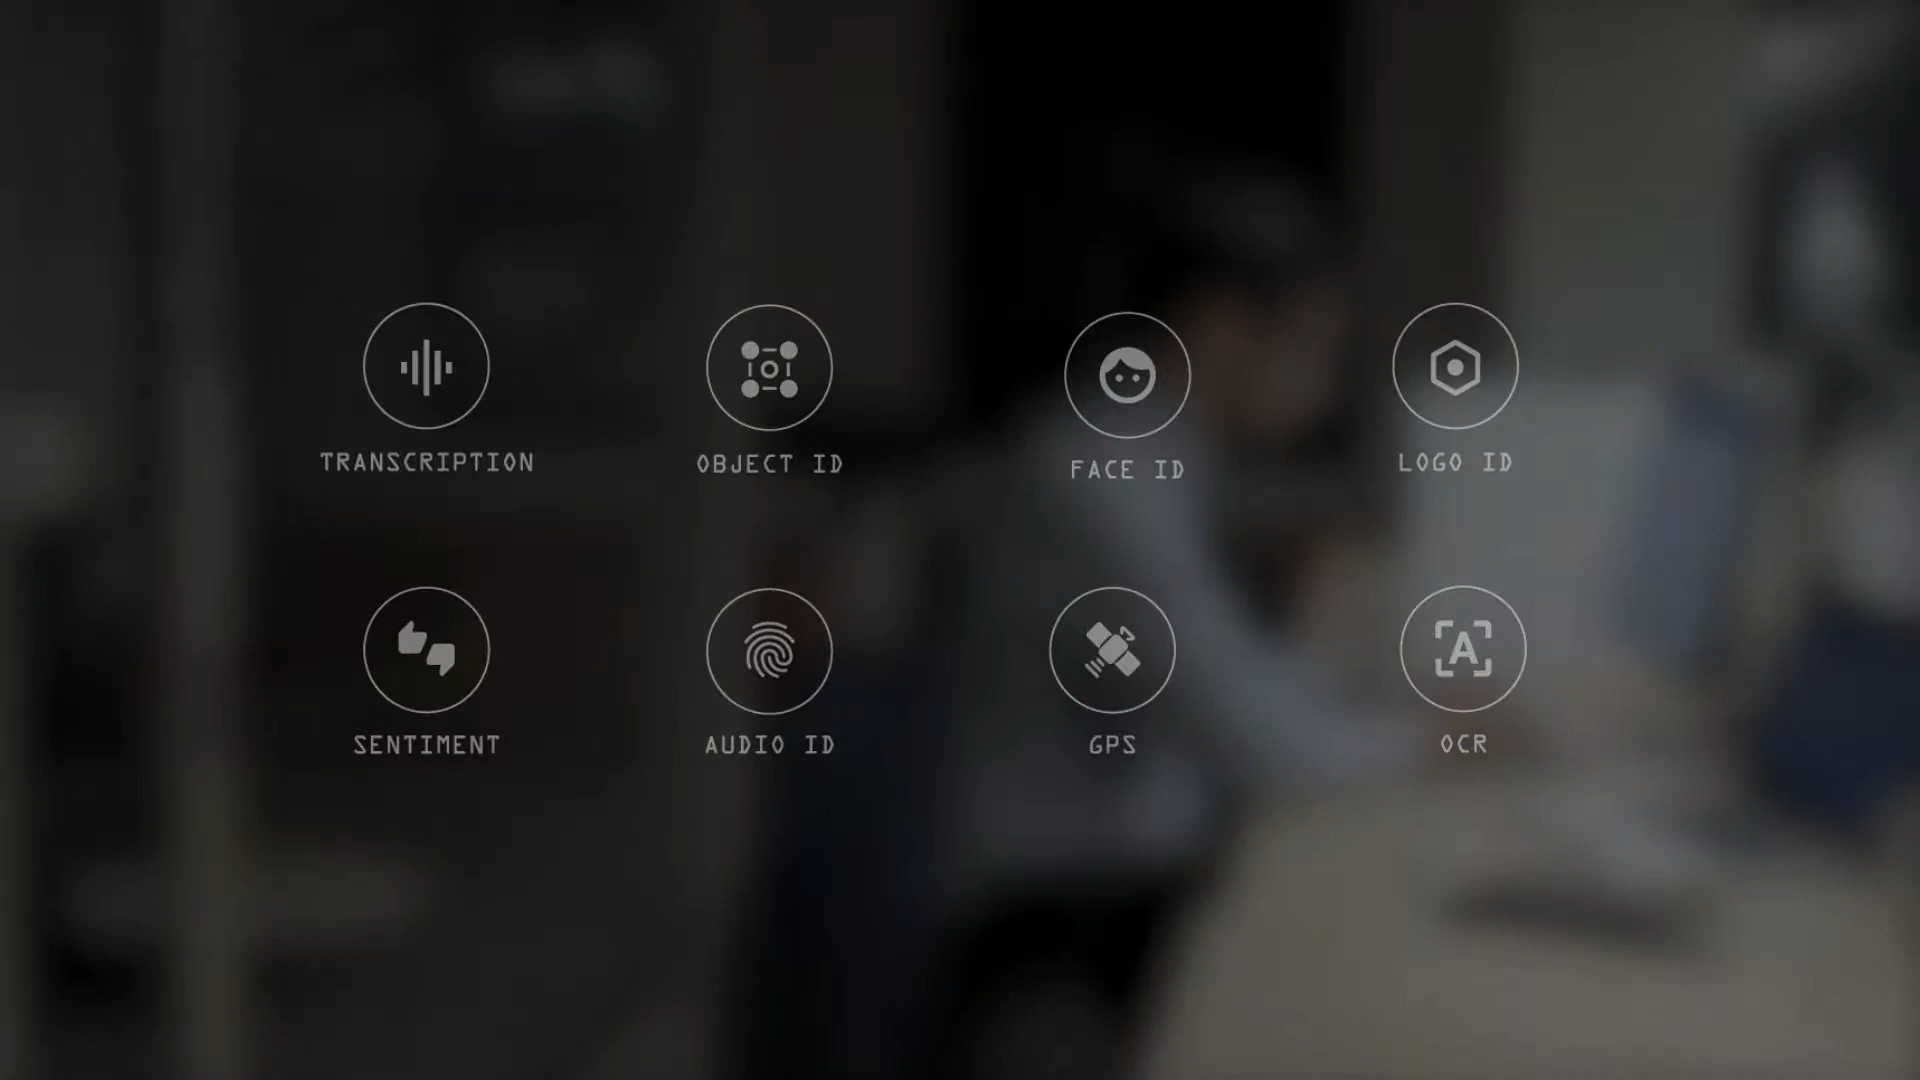 TRANSCRIPTION
OBJECT ID
FACE ID
LOGO ID
SENTIMENT
AUDIO ID
GPS
OCR